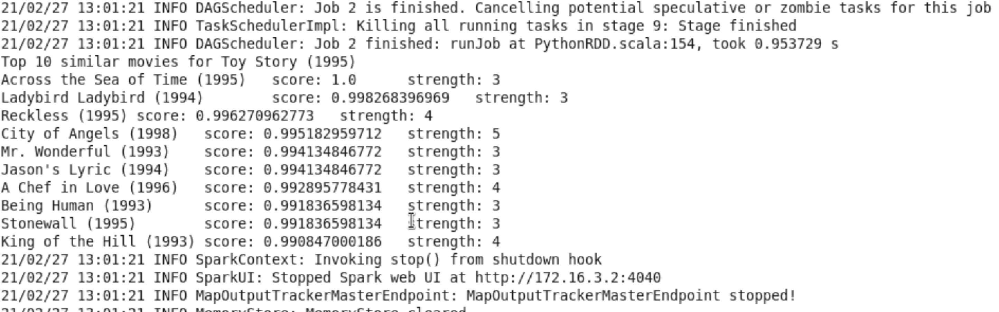 21/02/27 13:01:21 INFO DAGScheduler: Job 2 is finished. Cancelling potential speculative or zombie tasks for this job
21/02/27 13:01:21 INFO TaskSchedulerImpl: Killing all running tasks in stage 9: Stage finished
21/02/27 13:01:21 INFO DAGScheduler: Job 2 finished: runJob at PythonRDD.scala:154, took 0.953729 s
Top 10 similar movies for Toy Story (1995)
Across the Sea of Time (1995)   score: 1.0      strength: 3
Ladybird Ladybird (1994)        score: 0.998268396969   strength: 3
Reckless (1995) score: 0.996270962773   strength: 4
City of Angels (1998)   score: 0.995182959712   strength: 5
Mr. Wonderful (1993)    score: 0.994134846772   strength: 3
Jason's Lyric (1994)    score: 0.994134846772   strength: 3
A Chef in Love (1996)   score: 0.992895778431   strength: 4
Being Human (1993)      score: 0.991836598134   strength: 3
Stonewall (1995)        score: 0.991836598134   strength: 3
King of the Hill (1993) score: 0.990847000186   strength: 4
21/02/27 13:01:21 INFO SparkContext: Invoking stop() from shutdown hook
21/02/27 13:01:21 INFO SparkUI: Stopped Spark web UI at http://172.16.3.2:4040
21/02/27 13:01:21 INFO MapOutputTrackerMasterEndpoint: MapOutputTrackerMasterEndpoint stopped!
21/02/27 13:01:21 INFO MemoryStore: MemoryStore cleared